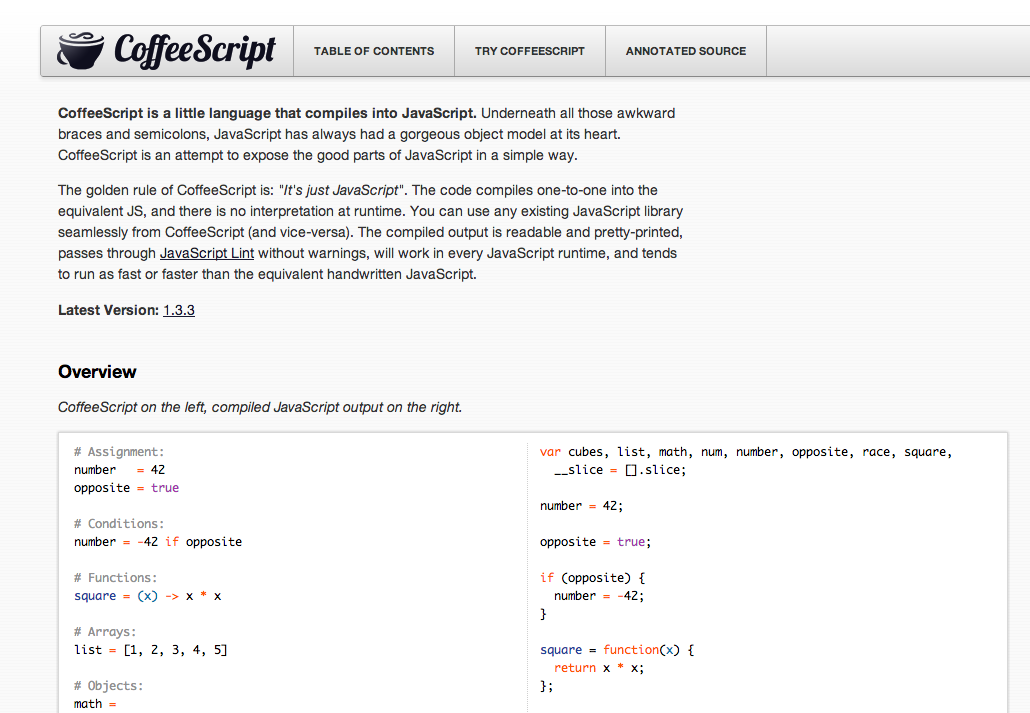 CoffeeScript
TABLE OF CONTENTS
TRY COFFEESCRIPT
ANNOTATED SOURCE
CoffeeScript is a little language that compiles into JavaScript. Underneath all those awkward
braces and semicolons, JavaScript has always had a gorgeous object model at its heart.
CoffeeScript is an attempt to expose the good parts of JavaScript in a simple way.
The golden rule of CoffeeScript is: "It's just JavaScript". The code compiles one-to-one into the
equivalent JS, and there is no interpretation at runtime. You can use any existing JavaScript library
seamlessly from CoffeeScript (and vice-versa). The compiled output is readable and pretty-printed,
passes through JavaScript Lint without warnings, will work in every JavaScript runtime, and tends
to run as fast or faster than the equivalent handwritten JavaScript.
Latest Version: 1.3.3
Overview
CoffeeScript on the left, compiled JavaScript output on the right.
# Assignment:
number   = 42
opposite = true
# Conditions:
number = -42 if opposite
# Functions:
square = (x) -> x * x
# Arrays:
list = [1, 2, 3, 4, 5]
# Objects:
math =
var cubes, list, math, num, number, opposite, race, square,
  __slice = [].slice;
number = 42;
opposite = true;
if (opposite) {
  number = -42;
}
square = function(x) {
  return x * x;
};